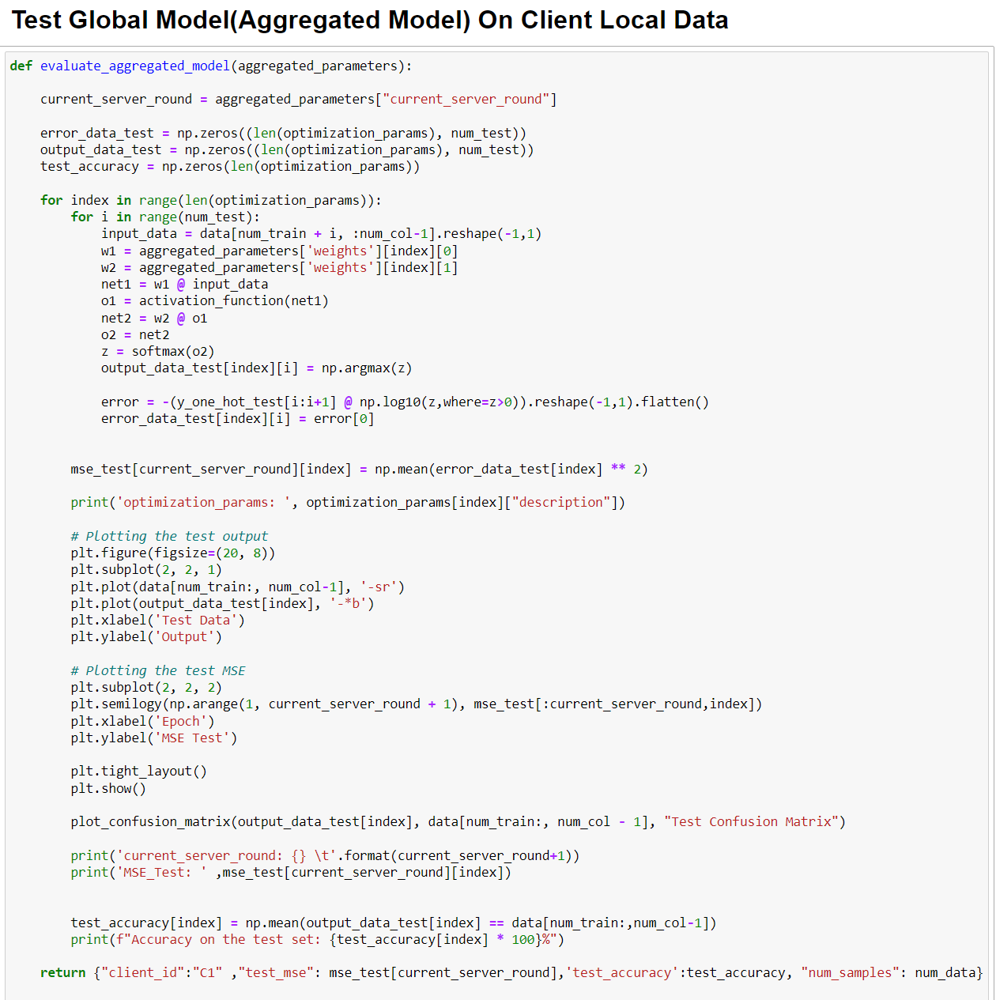 Test Global Model(Aggregated Model) On Client Local Data
def evaluate_aggregated_model(aggregated_parameters):
    current_server_round = aggregated_parameters["current_server_round"]
    error_data_test = np.zeros((len(optimization_params), num_test))
    output_data_test = np.zeros((len(optimization_params), num_test))
    test_accuracy = np.zeros(len(optimization_params))
    for index in range(len(optimization_params)):
        for i in range(num_test):
            input_data = data[num_train + i, :num_col-1].reshape(-1,1)
            w1 = aggregated_parameters['weights'][index][0]
            w2 = aggregated_parameters['weights'][index][1]
            net1 = w1 @ input_data
            o1 = activation_function(net1)
            net2 = w2 @ o1
            o2 = net2
            z = softmax(o2)
            output_data_test[index][i] = np.argmax(z)
            error = -(y_one_hot_test[i:i+1] @ np.log10(z,where=z>0)).reshape(-1,1).flatten()
            error_data_test[index][i] = error[0]
        mse_test[current_server_round][index] = np.mean(error_data_test[index] ** 2)
        print('optimization_params: ', optimization_params[index]["description"])
        # Plotting the test output
        plt.figure(figsize=(20, 8))
        plt.subplot(2, 2, 1)
        plt.plot(data[num_train:, num_col-1], '-sr')
        plt.plot(output_data_test[index], '-*b')
        plt.xlabel('Test Data')
        plt.ylabel('Output')
        # Plotting the test MSE
        plt.subplot(2, 2, 2)
        plt.semilogy(np.arange(1, current_server_round + 1), mse_test[:current_server_round,index])
        plt.xlabel('Epoch')
        plt.ylabel('MSE Test')
        plt.tight_layout()
        plt.show()
        plot_confusion_matrix(output_data_test[index], data[num_train:, num_col - 1], "Test Confusion Matrix")
        print('current_server_round: {} \t'.format(current_server_round+1))
        print('MSE_Test: ' ,mse_test[current_server_round][index])
        test_accuracy[index] = np.mean(output_data_test[index] == data[num_train:,num_col-1])
        print(f"Accuracy on the test set: {test_accuracy[index] * 100}%")
    return {"client_id":"C1" ,"test_mse": mse_test[current_server_round],'test_accuracy':test_accuracy, "num_samples": num_data}